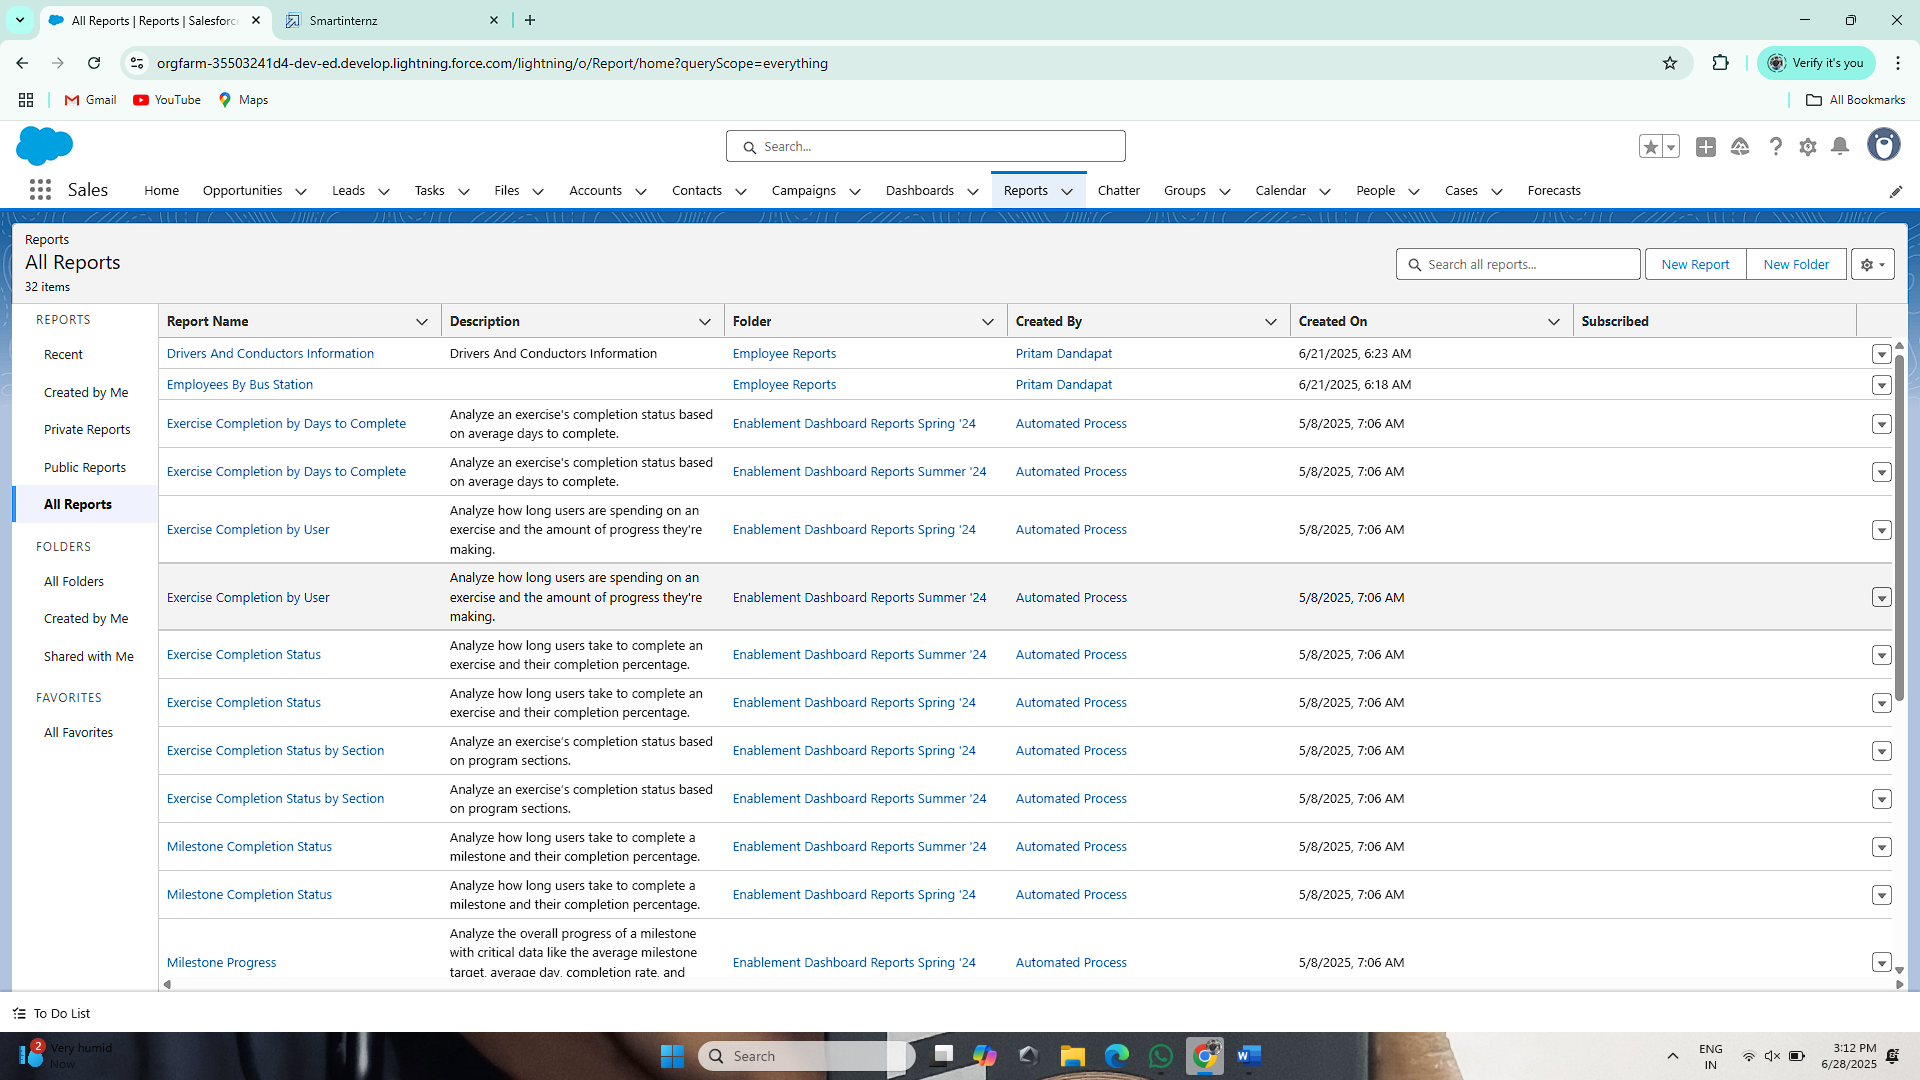 All Reports | Reports | Salesforce
Smartinternz
orgfarm-35503241d4-dev-ed.develop.lightning.force.com/lightning/o/Report/home?queryScope=everything
Verify it's you
Gmail
YouTube
Maps
All Bookmarks
Search...
Sales
Home
Opportunities
Leads
Tasks
Files
Accounts
Contacts
Campaigns
Dashboards
Reports
Chatter
Groups
Calendar
People
Cases
Forecasts
Reports
All Reports
32 items
Search all reports...
New Report
New Folder
REPORTS
Recent
Created by Me
Private Reports
Public Reports
All Reports
FOLDERS
All Folders
Created by Me
Shared with Me
FAVORITES
All Favorites
Report Name Description Folder Created By Created On Subscribed
Drivers And Conductors Information Drivers And Conductors Information Employee Reports Pritam Dandapat 6/21/2025, 6:23 AM
Employees By Bus Station Employee Reports Pritam Dandapat 6/21/2025, 6:18 AM
Exercise Completion by Days to Complete Analyze an exercise's completion status based
on average days to complete. Enablement Dashboard Reports Spring '24 Automated Process 5/8/2025, 7:06 AM
Exercise Completion by Days to Complete Analyze an exercise's completion status based
on average days to complete. Enablement Dashboard Reports Summer '24 Automated Process 5/8/2025, 7:06 AM
Exercise Completion by User Analyze how long users are spending on an
exercise and the amount of progress they're
making. Enablement Dashboard Reports Spring '24 Automated Process 5/8/2025, 7:06 AM
Exercise Completion by User Analyze how long users are spending on an
exercise and the amount of progress they're
making. Enablement Dashboard Reports Summer '24 Automated Process 5/8/2025, 7:06 AM
Exercise Completion Status Analyze how long users take to complete an
exercise and their completion percentage. Enablement Dashboard Reports Summer '24 Automated Process 5/8/2025, 7:06 AM
Exercise Completion Status Analyze how long users take to complete an
exercise and their completion percentage. Enablement Dashboard Reports Spring '24 Automated Process 5/8/2025, 7:06 AM
Exercise Completion Status by Section Analyze an exercise's completion status based
on program sections. Enablement Dashboard Reports Spring '24 Automated Process 5/8/2025, 7:06 AM
Exercise Completion Status by Section Analyze an exercise's completion status based
on program sections. Enablement Dashboard Reports Summer '24 Automated Process 5/8/2025, 7:06 AM
Milestone Completion Status Analyze how long users take to complete a
milestone and their completion percentage. Enablement Dashboard Reports Summer '24 Automated Process 5/8/2025, 7:06 AM
Milestone Completion Status Analyze how long users take to complete a
milestone and their completion percentage. Enablement Dashboard Reports Spring '24 Automated Process 5/8/2025, 7:06 AM
Milestone Progress Analyze the overall progress of a milestone
with critical data like the average milestone
target, average day, completion rate, and Enablement Dashboard Reports Spring '24 Automated Process 5/8/2025, 7:06 AM
To Do List
2
Very humid
Now
Search
ENG
IN
3:12 PM
6/28/2025